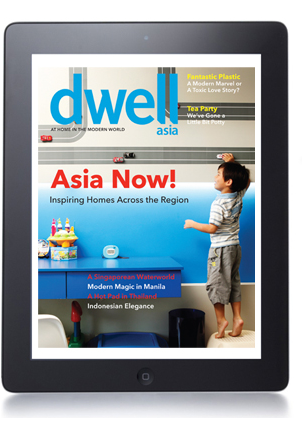 Fantastic Plastic
A Modern Marvel or
A Toxic Love Story?
dwell
asia
AT HOME IN THE MODERN WORLD
Tea Party
We've Gone a
Little Bit Potty
Asia Now!
Inspiring Homes Across the Region
A Singaporean Waterworld
Modern Magic in Manila
A Hot Pad in Thailand
Indonesian Elegance